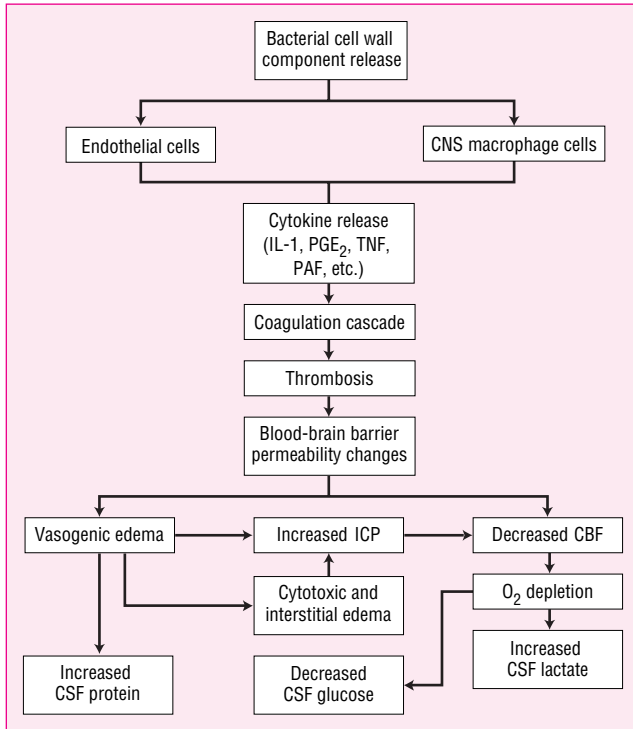 Bacterial cell wall
component release
Endothelial cells
CNS macrophage cells
Cytokine release
(IL-1, PGE₂, TNF,
PAF, etc.)
Coagulation cascade
Thrombosis
Blood-brain barrier
permeability changes
Vasogenic edema
Increased ICP
Decreased CBF
Cytotoxic and
interstitial edema
O₂ depletion
Increased
CSF protein
Decreased
CSF glucose
Increased
CSF lactate